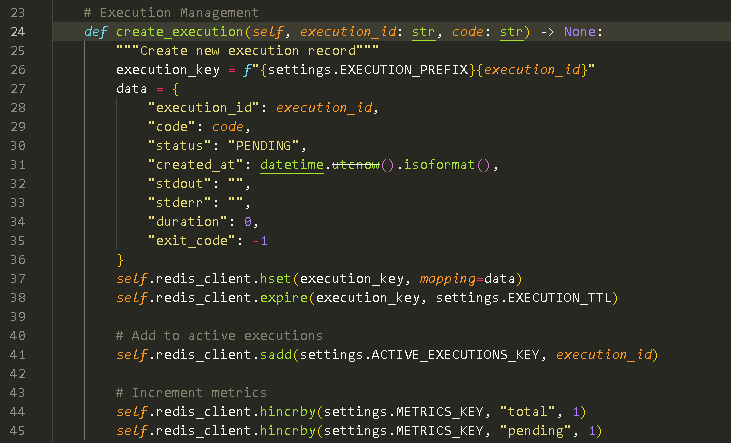 23 # Execution Management
24 def create_execution(self, execution_id: str, code: str) -> None:
25 """Create new execution record"""
26 execution_key = f"{settings.EXECUTION_PREFIX}{execution_id}"
27 data = {
28 "execution_id": execution_id,
29 "code": code,
30 "status": "PENDING",
31 "created_at": datetime.utcnow().isoformat(),
32 "stdout": "",
33 "stderr": "",
34 "duration": 0,
35 "exit_code": -1
36 }
37 self.redis_client.hset(execution_key, mapping=data)
38 self.redis_client.expire(execution_key, settings.EXECUTION_TTL)
39
40 # Add to active executions
41 self.redis_client.sadd(settings.ACTIVE_EXECUTIONS_KEY, execution_id)
42
43 # Increment metrics
44 self.redis_client.hincrby(settings.METRICS_KEY, "total", 1)
45 self.redis_client.hincrby(settings.METRICS_KEY, "pending", 1)